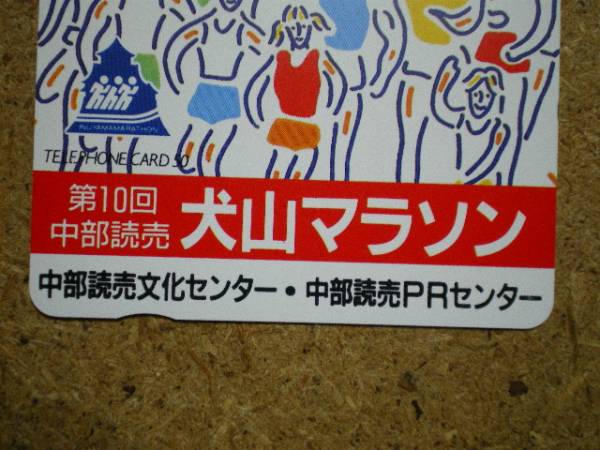 INUYAMAMARATHON
TELEPHONE CARD 50
第10回
中部読売
犬山マラソン
中部読売文化センター・中部読売PRセンター